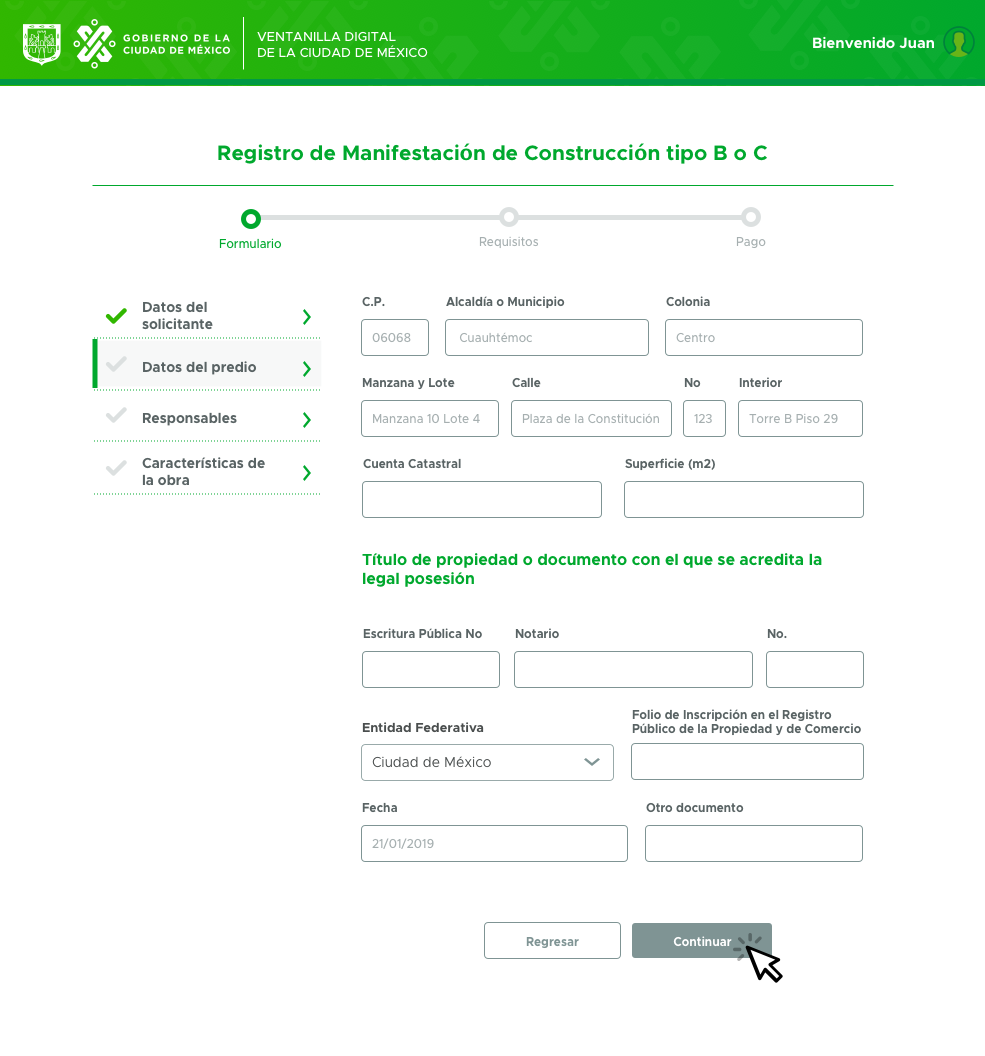 GOBIERNO DE LA
CIUDAD DE MÉXICO
VENTANILLA DIGITAL
DE LA CIUDAD DE MÉXICO
Bienvenido Juan
Registro de Manifestación de Construcción tipo B o C
Formulario
Requisitos
Pago
Datos del
solicitante
Datos del predio
Responsables
Características de
la obra
C.P.
Alcaldía o Municipio
Colonia
06068
Cuauhtémoc
Centro
Manzana y Lote
Calle
No
Interior
Manzana 10 Lote 4
Plaza de la Constitución
123
Torre B Piso 29
Cuenta Catastral
Superficie (m2)
Título de propiedad o documento con el que se acredita la
legal posesión
Escritura Pública No
Notario
No.
Entidad Federativa
Folio de Inscripción en el Registro
Público de la Propiedad y de Comercio
Ciudad de México
Fecha
Otro documento
21/01/2019
Regresar
Continuar